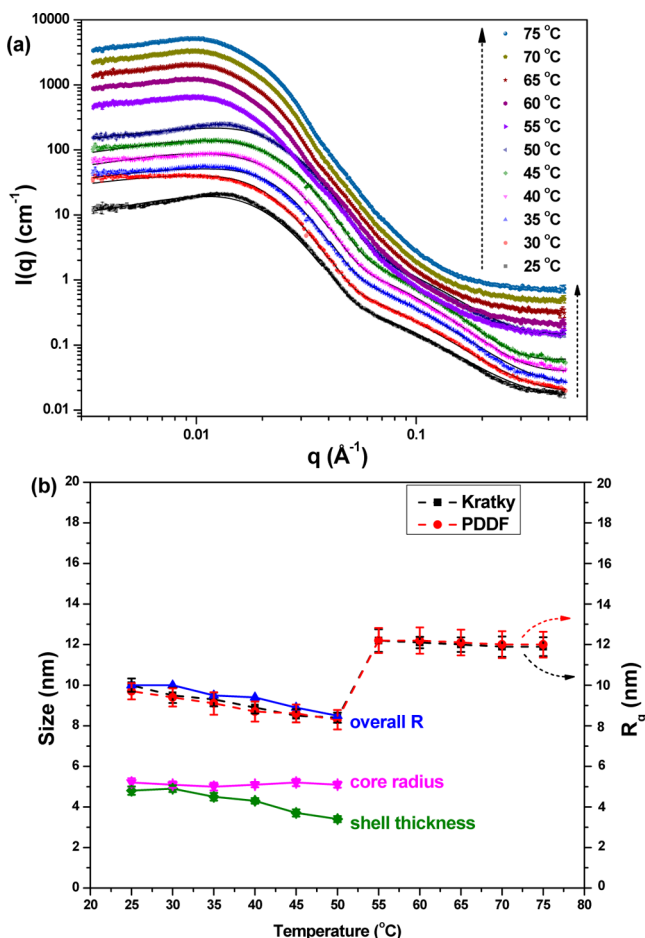 (a)
10000
1000
100
10
1
0.1
0.01
I(q) (cm⁻¹)
75 °C
70 °C
65 °C
60 °C
55 °C
50 °C
45 °C
40 °C
35 °C
30 °C
25 °C
0.01 0.1
q (Å⁻¹)
(b)
Kratky
PDDF
20
18
16
14
12
10
8
6
4
2
0
Size (nm)
overall R
core radius
shell thickness
20
18
16
14
12
10
8
6
4
2
0
Rg (nm)
20 25 30 35 40 45 50 55 60 65 70 75 80 85
Temperature (°C)